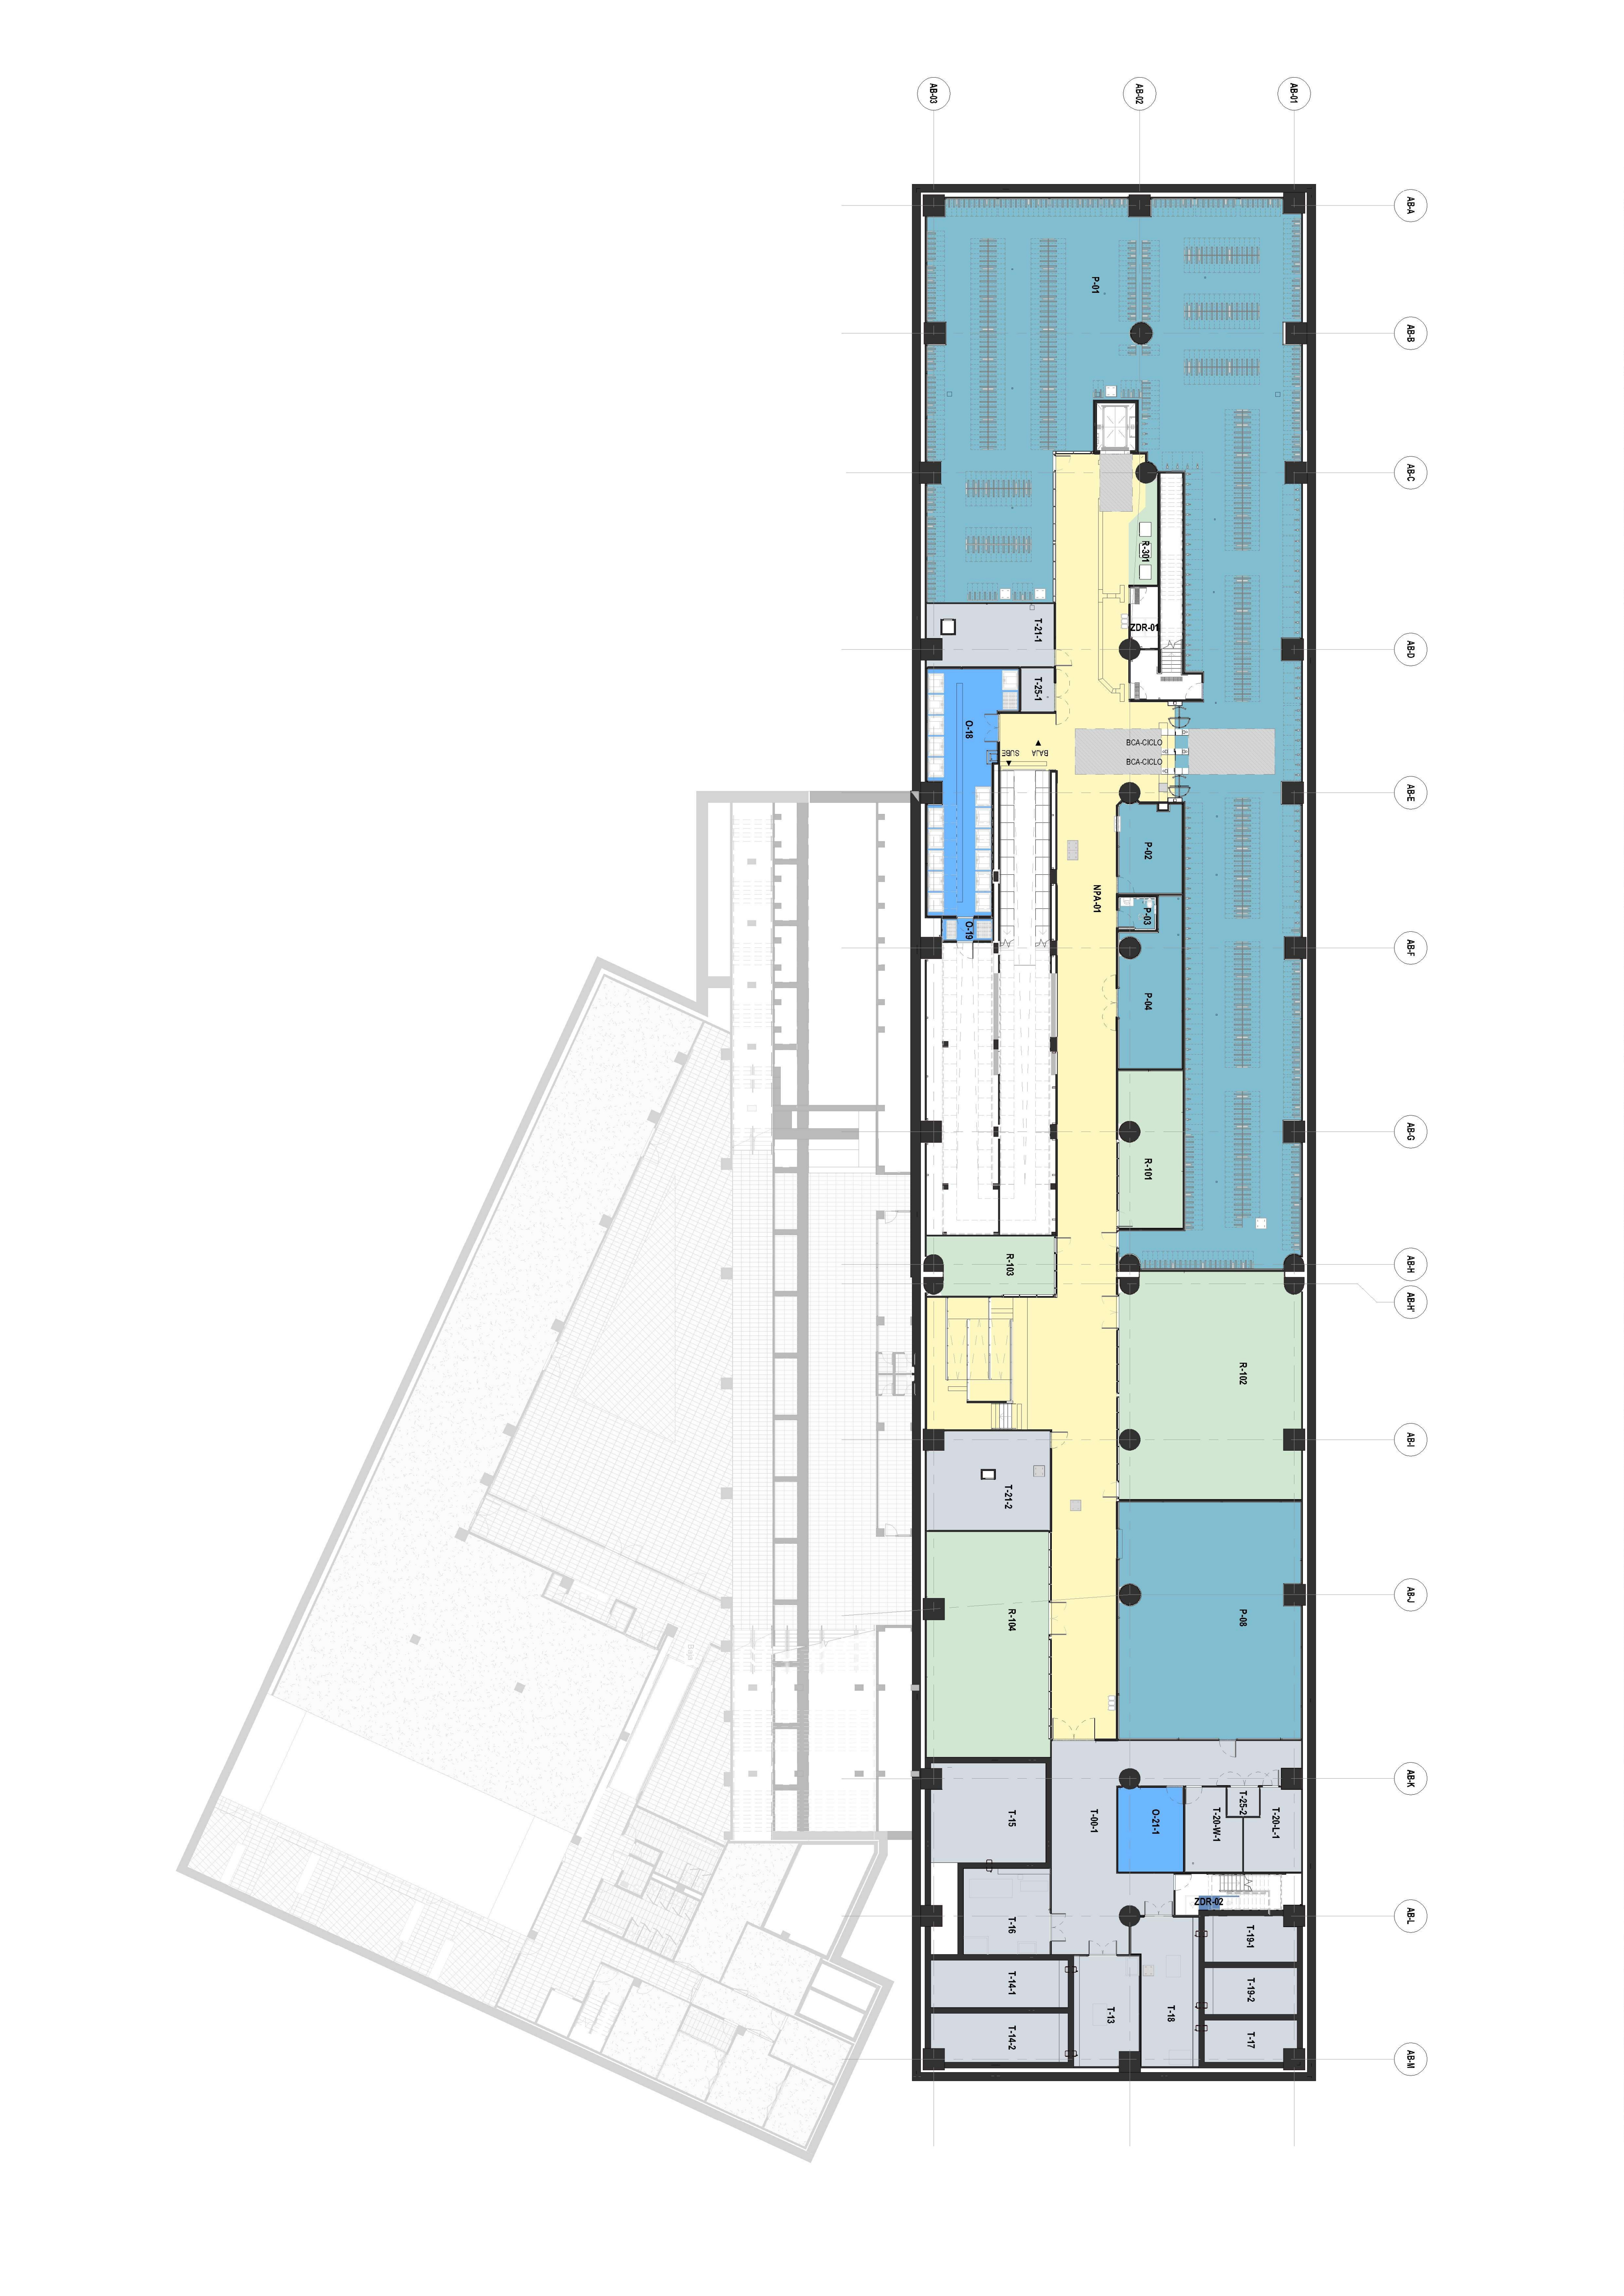 AB-03
AB-02
AB-01
AB-A
P-01
AB-B
AB-C
R-301
T-21-1
ZDR-01
AB-D
T-25-1
O-18
SUBE
BAJA
BCA-CICLO
BCA-CICLO
AB-E
P-02
NPA-01
P-03
O-19
AB-F
P-04
AB-G
R-101
R-103
AB-H
AB-H'
R-102
AB-I
T-21-2
AB-J
R-104
P-08
Baja
AB-K
T-15
T-00-1
O-21-1
T-20-W-1
T-25-2
T-20-L-1
ZDR-02
AB-L
T-16
T-19-1
T-14-1
T-19-2
T-13
T-18
T-14-2
T-17
AB-M